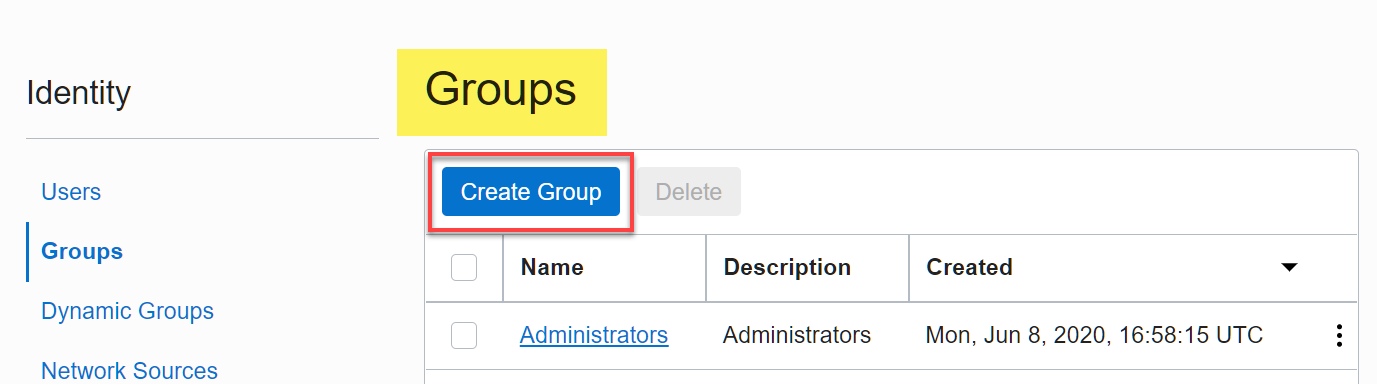 Identity
Users
Groups
Dynamic Groups
Network Sources
Groups
Create Group Delete
Name Description Created
Administrators Administrators Mon, Jun 8, 2020, 16:58:15 UTC